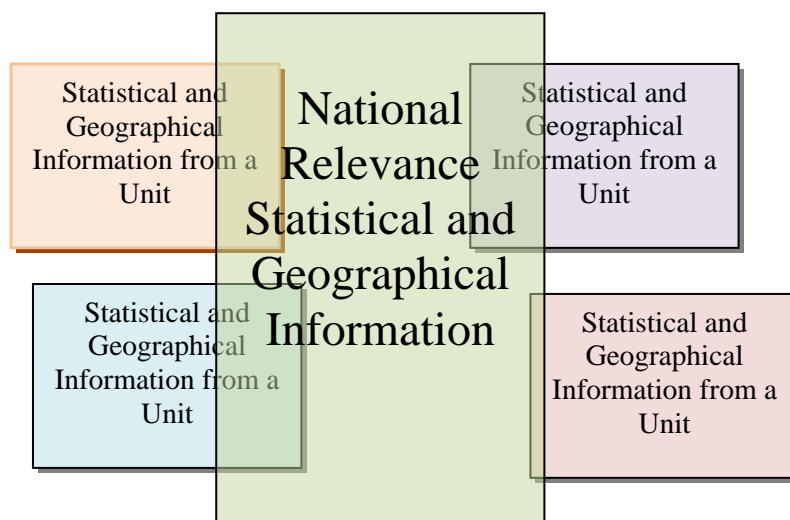 Statistical and
Geographical
Information from a
Unit
National
Relevance
Statistical and
Geographical
Information
Statistical and
Geographical
Information from a
Unit
Statistical and
Geographical
Information from a
Unit
Statistical and
Geographical
Information from a
Unit